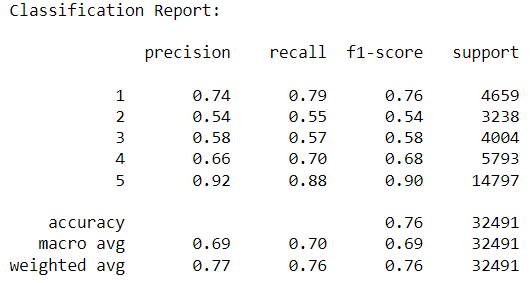 Classification Report:
precision recall f1-score support
1 0.74 0.79 0.76 4659
2 0.54 0.55 0.54 3238
3 0.58 0.57 0.58 4004
4 0.66 0.70 0.68 5793
5 0.92 0.88 0.90 14797
accuracy 0.76 32491
macro avg 0.69 0.70 0.69 32491
weighted avg 0.77 0.76 0.76 32491